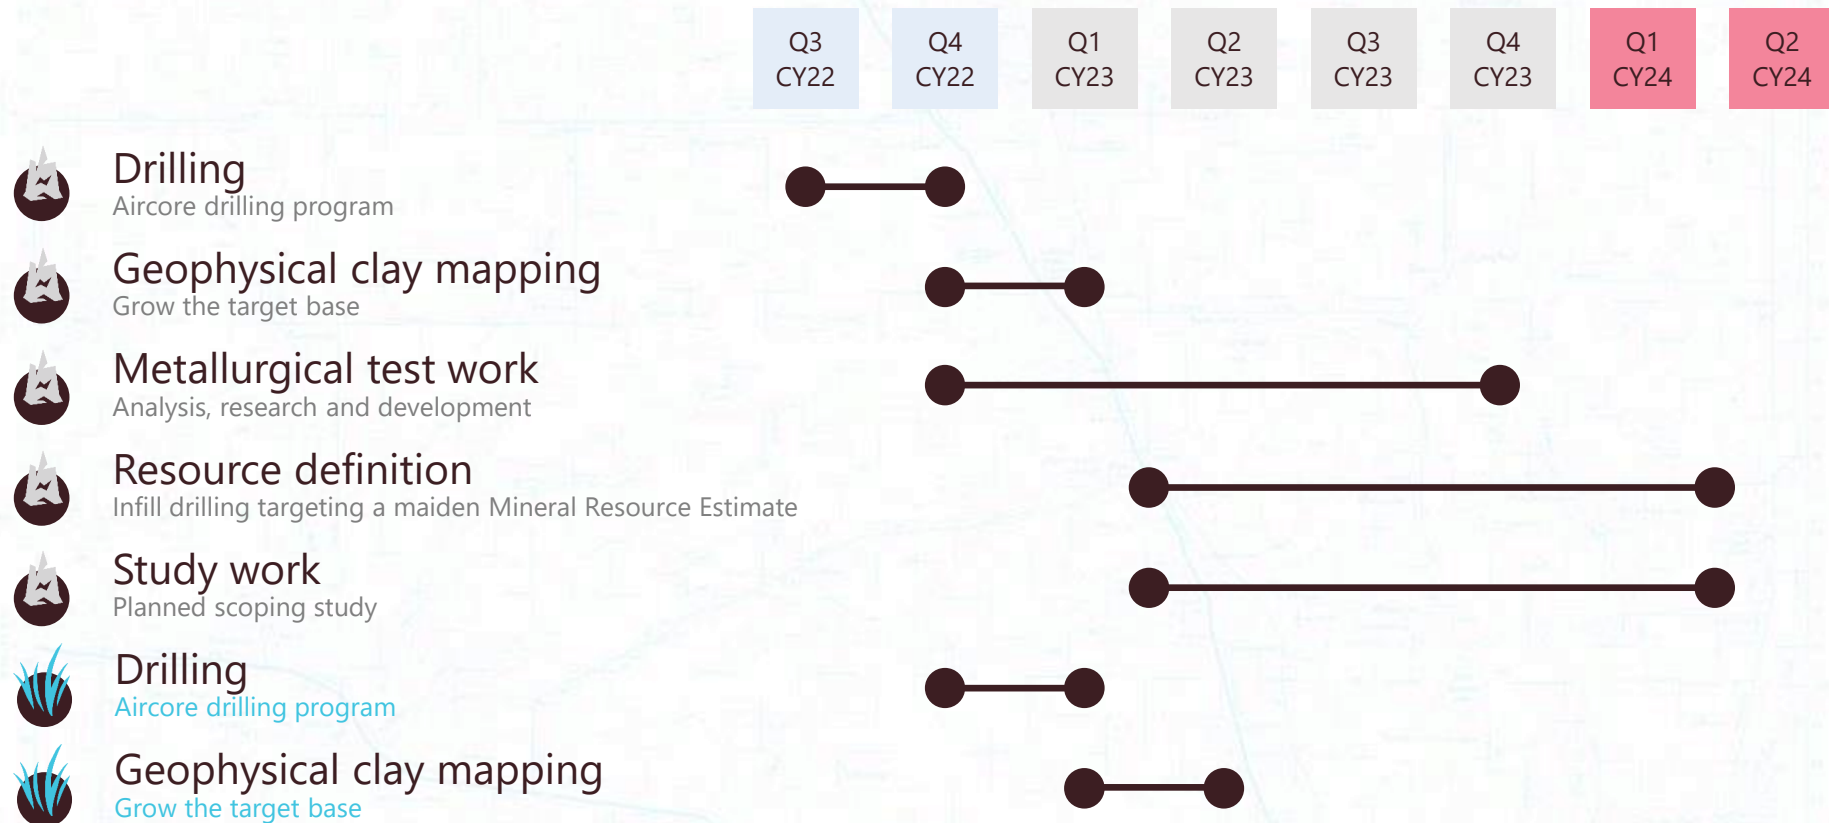 Q3 Q4 Q1 Q2 Q3 Q4 Q1 Q2
CY22 CY22 CY23 CY23 CY23 CY23 CY24 CY24
Drilling
Aircore drilling program
Geophysical clay mapping
Grow the target base
Metallurgical test work
Analysis, research and development
Resource definition
Infill drilling targeting a maiden Mineral Resource Estimate
Study work
Planned scoping study
Drilling
Aircore drilling program
Geophysical clay mapping
Grow the target base